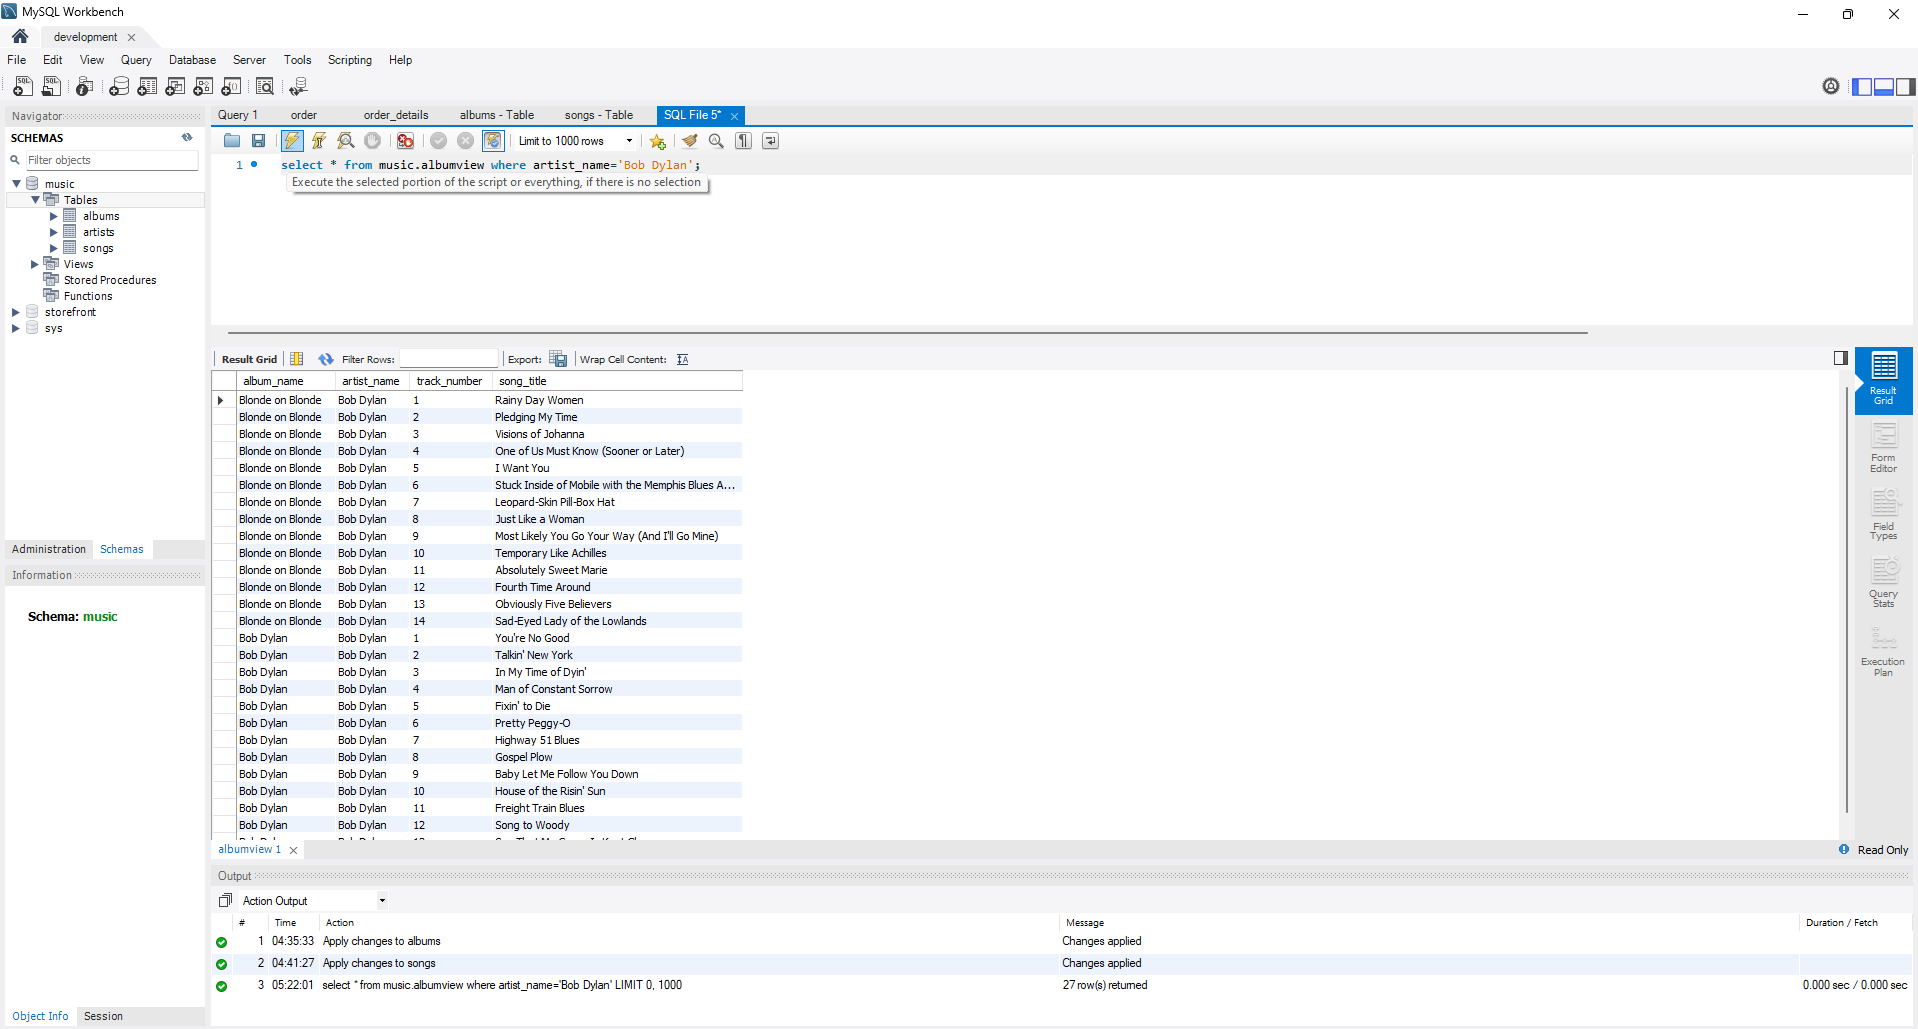 MySQL Workbench
development
File Edit View Query Database Server Tools Scripting Help
Navigator
SCHEMAS
Filter objects
music
Tables
albums
artists
songs
Views
Stored Procedures
Functions
storefront
sys
Administration Schemas
Information
Schema: music
Object Info Session
Query 1 order order_details albums - Table songs - Table SQL File 5*
Limit to 1000 rows
1 select * from music.albumview where artist_name='Bob Dylan';
Execute the selected portion of the script or everything, if there is no selection
Result Grid Filter Rows: Export: Wrap Cell Content:
album_name artist_name track_number song_title
Blonde on Blonde Bob Dylan 1 Rainy Day Women
Blonde on Blonde Bob Dylan 2 Pledging My Time
Blonde on Blonde Bob Dylan 3 Visions of Johanna
Blonde on Blonde Bob Dylan 4 One of Us Must Know (Sooner or Later)
Blonde on Blonde Bob Dylan 5 I Want You
Blonde on Blonde Bob Dylan 6 Stuck Inside of Mobile with the Memphis Blues A...
Blonde on Blonde Bob Dylan 7 Leopard-Skin Pill-Box Hat
Blonde on Blonde Bob Dylan 8 Just Like a Woman
Blonde on Blonde Bob Dylan 9 Most Likely You Go Your Way (And I'll Go Mine)
Blonde on Blonde Bob Dylan 10 Temporary Like Achilles
Blonde on Blonde Bob Dylan 11 Absolutely Sweet Marie
Blonde on Blonde Bob Dylan 12 Fourth Time Around
Blonde on Blonde Bob Dylan 13 Obviously Five Believers
Blonde on Blonde Bob Dylan 14 Sad-Eyed Lady of the Lowlands
Bob Dylan Bob Dylan 1 You're No Good
Bob Dylan Bob Dylan 2 Talkin' New York
Bob Dylan Bob Dylan 3 In My Time of Dyin'
Bob Dylan Bob Dylan 4 Man of Constant Sorrow
Bob Dylan Bob Dylan 5 Fixin' to Die
Bob Dylan Bob Dylan 6 Pretty Peggy-O
Bob Dylan Bob Dylan 7 Highway 51 Blues
Bob Dylan Bob Dylan 8 Gospel Plow
Bob Dylan Bob Dylan 9 Baby Let Me Follow You Down
Bob Dylan Bob Dylan 10 House of the Risin' Sun
Bob Dylan Bob Dylan 11 Freight Train Blues
Bob Dylan Bob Dylan 12 Song to Woody
Result
Grid
Form
Editor
Field
Types
Query
Stats
Execution
Plan
albumview 1
Read Only
Output
Action Output
# Time Action Message Duration / Fetch
1 04:35:33 Apply changes to albums Changes applied
2 04:41:27 Apply changes to songs Changes applied
3 05:22:01 select * from music.albumview where artist_name='Bob Dylan' LIMIT 0, 1000 27 row(s) returned 0.000 sec / 0.000 sec